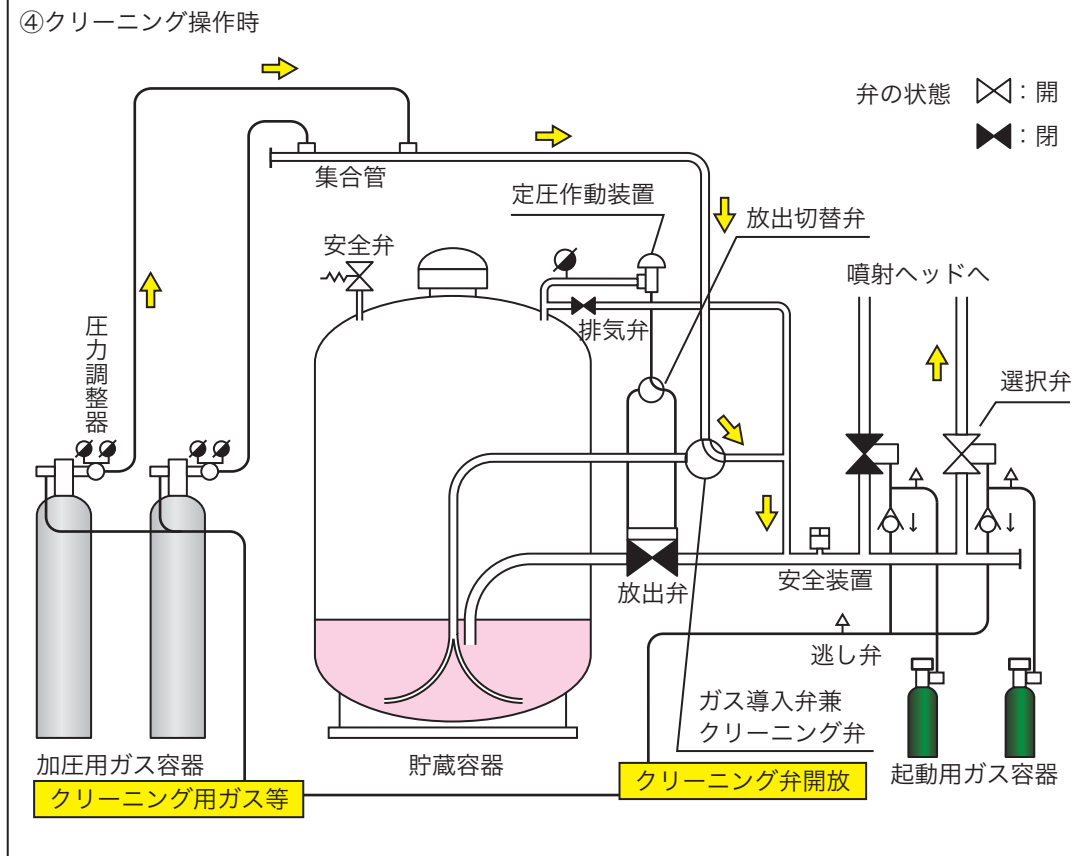 ④クリーニング操作時
弁の状態 ：開
：閉
集合管
定圧作動装置
放出切替弁
安全弁
噴射ヘッドへ
排気弁
圧力調整器
選択弁
放出弁
安全装置
逃し弁
ガス導入弁兼
クリーニング弁
加圧用ガス容器
貯蔵容器
起動用ガス容器
クリーニング用ガス等
クリーニング弁開放